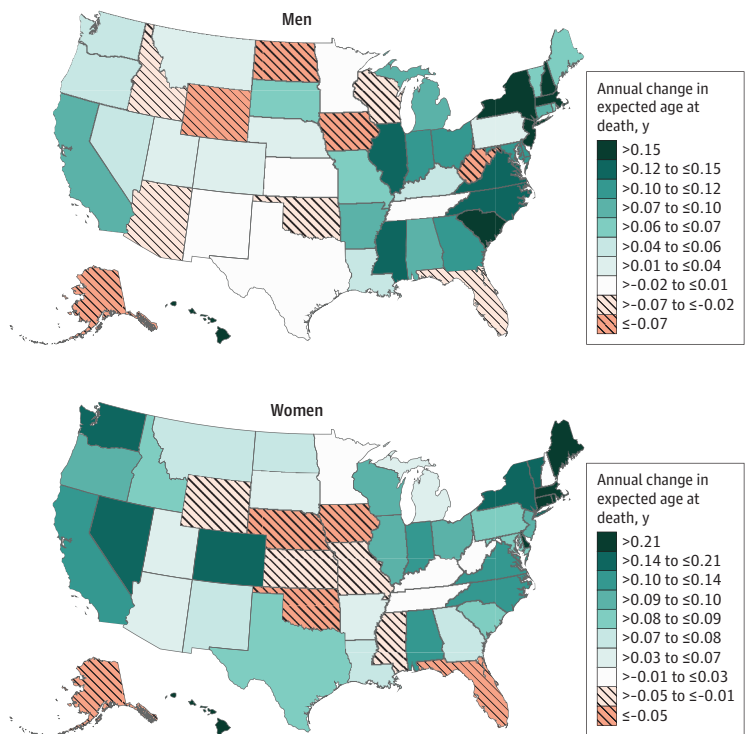 Men
Annual change in
expected age at
death, y
>0.15
>0.12 to ≤0.15
>0.10 to ≤0.12
>0.07 to ≤0.10
>0.06 to ≤0.07
>0.04 to ≤0.06
>0.01 to ≤0.04
>-0.02 to ≤0.01
>-0.07 to ≤-0.02
≤-0.07
Women
Annual change in
expected age at
death, y
>0.21
>0.14 to ≤0.21
>0.10 to ≤0.14
>0.09 to ≤0.10
>0.08 to ≤0.09
>0.07 to ≤0.08
>0.03 to ≤0.07
>-0.01 to ≤0.03
>-0.05 to ≤-0.01
≤-0.05